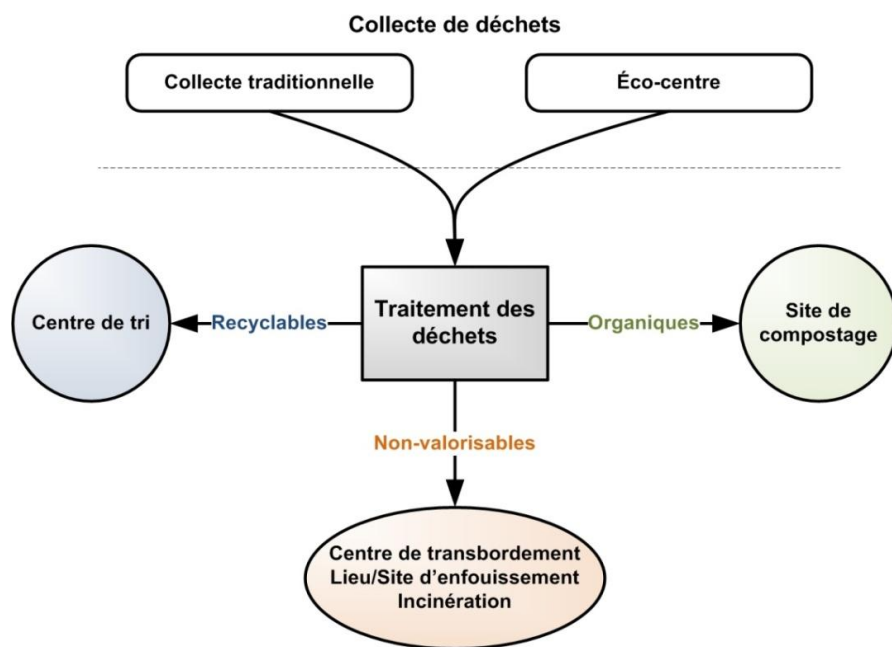 Collecte de déchets
Collecte traditionnelle
Éco-centre
Centre de tri
Recyclables
Traitement des
déchets
Organiques
Site de
compostage
Non-valorisables
Centre de transbordement
Lieu/Site d’enfouissement
Incinération